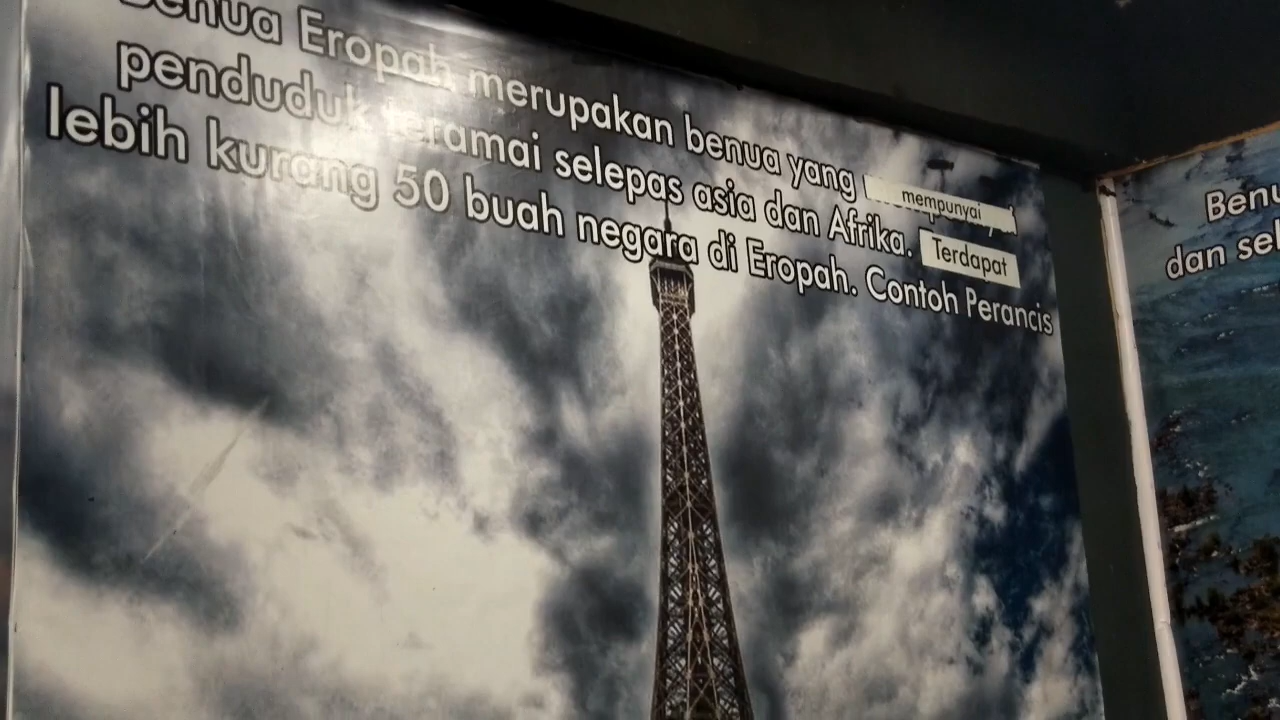 Benua Eropah merupakan benua yang mempunyai
penduduk teramai selepas asia dan Afrika. Terdapat
lebih kurang 50 buah negara di Eropah. Contoh Perancis
Benu
dan sel